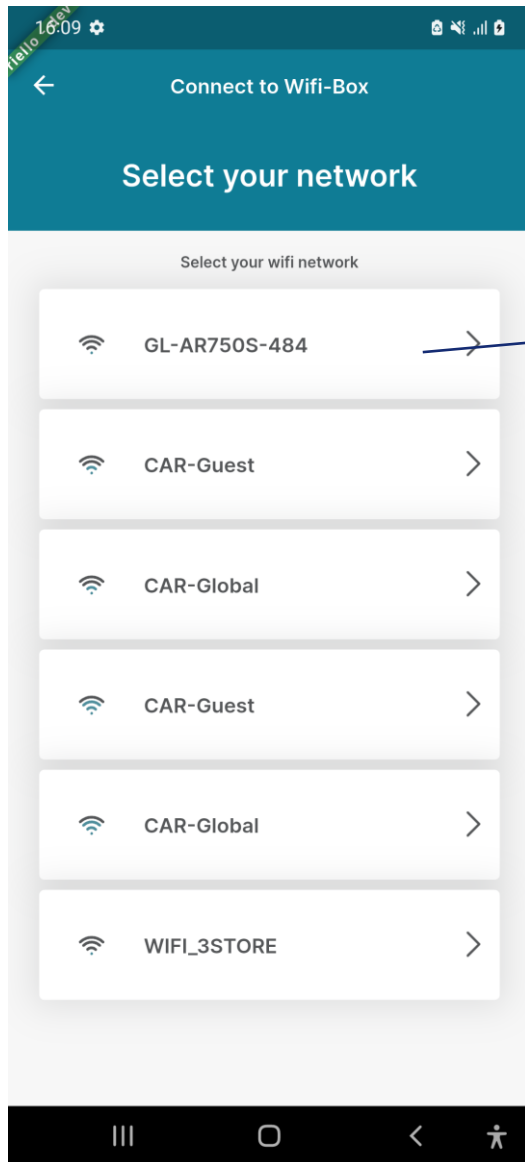 16:09
riello dev
Connect to Wifi-Box
Select your network
Select your wifi network
GL-AR750S-484
CAR-Guest
CAR-Global
CAR-Guest
CAR-Global
WIFI_3STORE